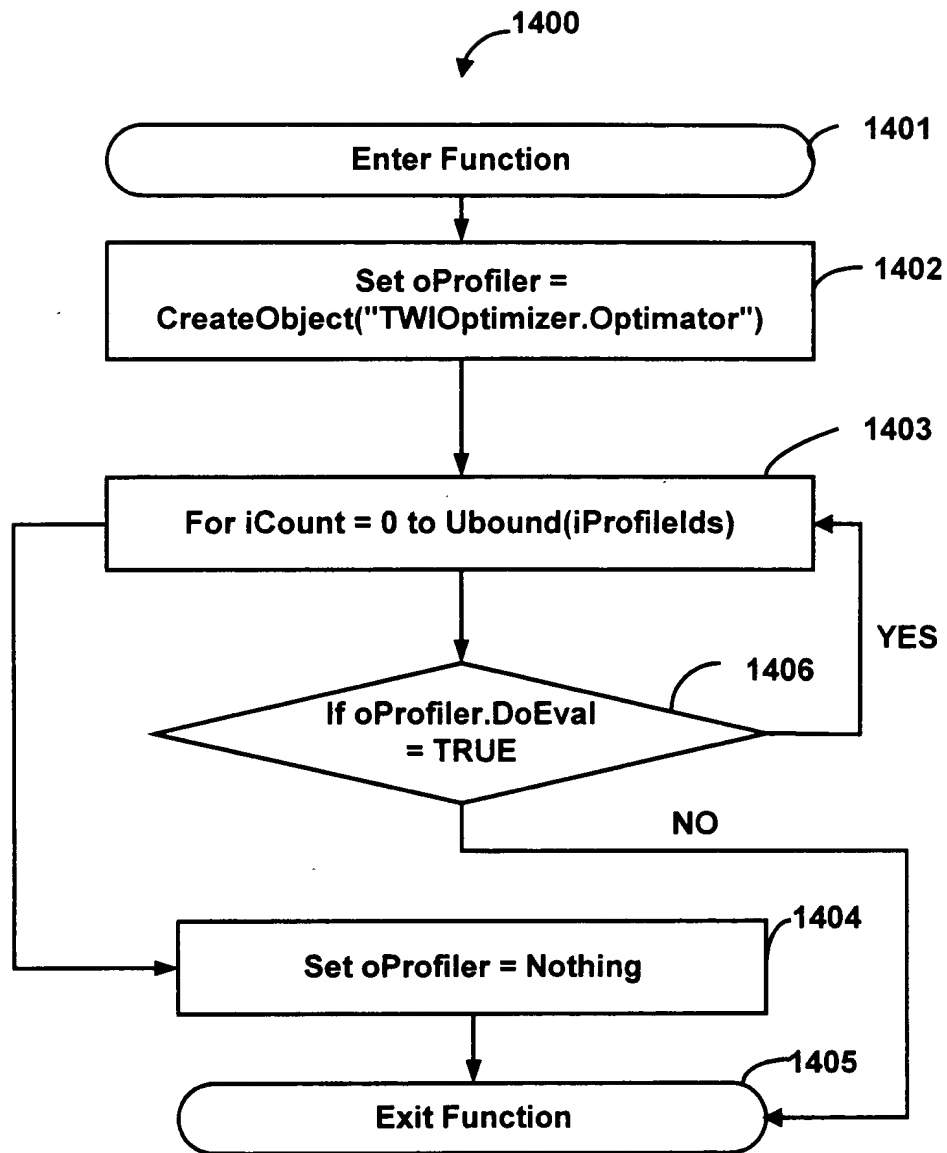 1400
Enter Function
1401
Set oProfiler =
CreateObject("TWIOptimizer.Optimator")
1402
1403
For iCount = 0 to Ubound(iProfileIds)
YES
1406
If oProfiler.DoEval
= TRUE
NO
1404
Set oProfiler = Nothing
1405
Exit Function